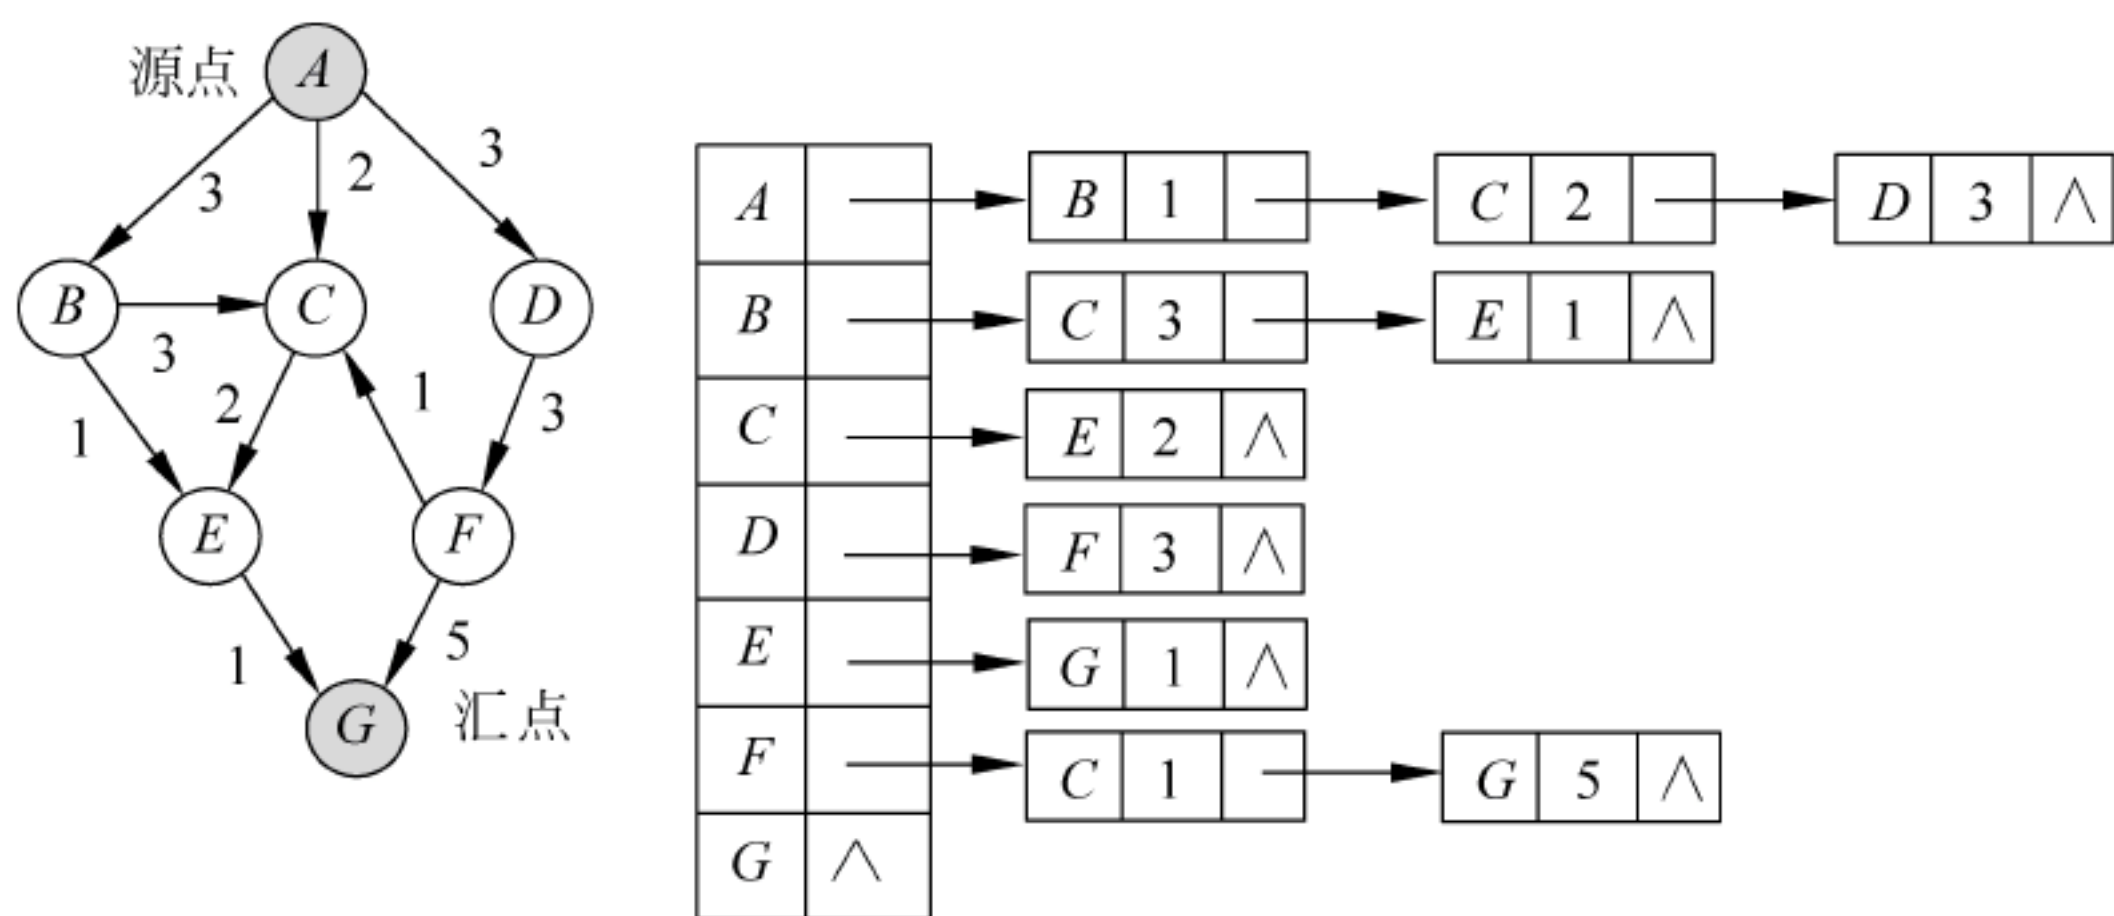 源点 A
3 2 3
B C D
3
1 2 1 3
E F
1 5
G 汇点
A B 1 C 2 D 3 ∧
B C 3 E 1 ∧
C E 2 ∧
D F 3 ∧
E G 1 ∧
F C 1 G 5 ∧
G ∧